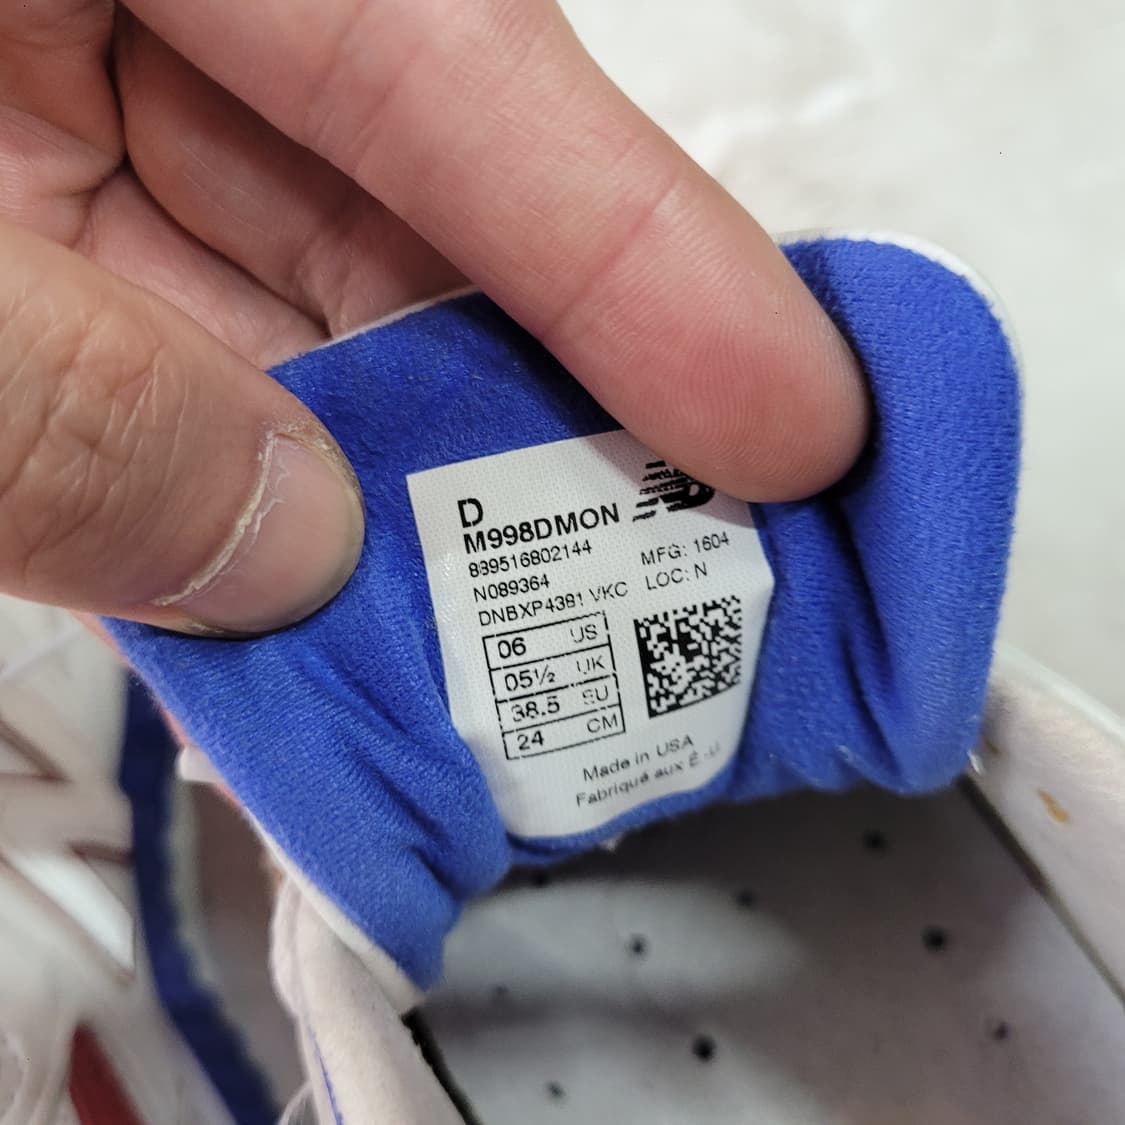 D
M998DMON
889516802144
N089364
DNBXP4381 VKC
MFG: 1604
LOC: N
06 US
05½ UK
38.5 EU
24 CM
Made in USA
Fabriqué aux É.-U